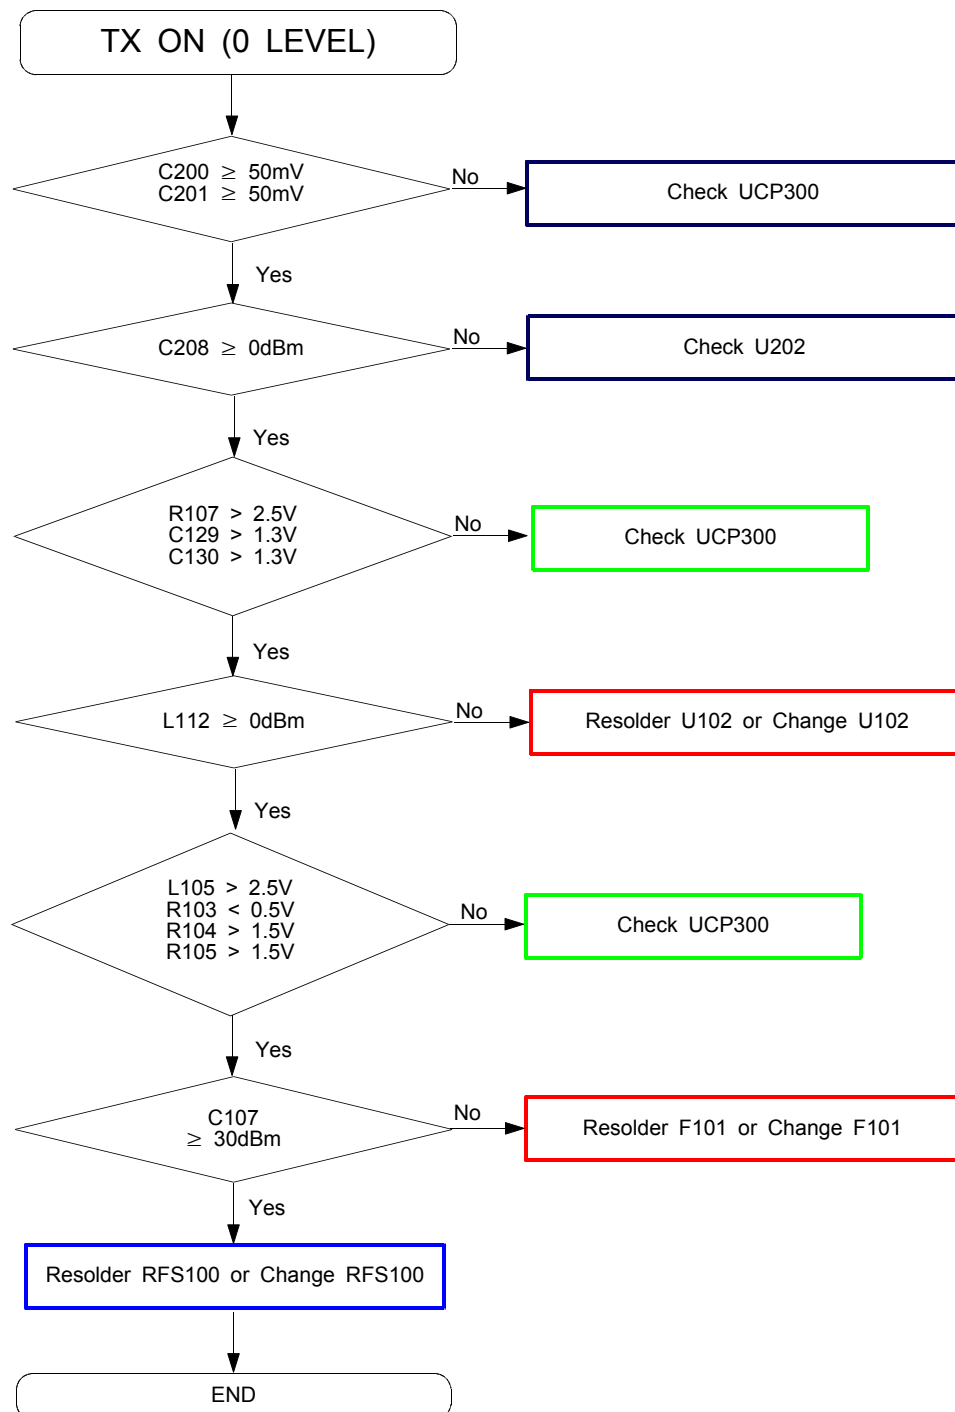 TX ON (0 LEVEL)
C200 ≥ 50mV
C201 ≥ 50mV
No
Check UCP300
Yes
C208 ≥ 0dBm
No
Check U202
Yes
R107 > 2.5V
C129 > 1.3V
C130 > 1.3V
No
Check UCP300
Yes
L112 ≥ 0dBm
No
Resolder U102 or Change U102
Yes
L105 > 2.5V
R103 < 0.5V
R104 > 1.5V
R105 > 1.5V
No
Check UCP300
Yes
C107
≥ 30dBm
No
Resolder F101 or Change F101
Yes
Resolder RFS100 or Change RFS100
END